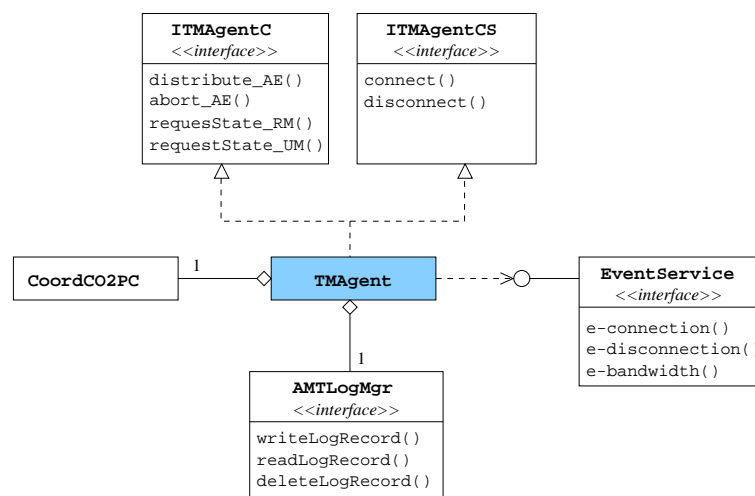 ITMAgentC
<<interface>>
distribute_AE()
abort_AE()
requesState_RM()
requestState_UM()
ITMAgentCS
<<interface>>
connect()
disconnect()
CoordCO2PC
1
TMAgent
EventService
<<interface>>
e-connection()
e-disconnection()
e-bandwidth()
1
AMTLogMgr
<<interface>>
writeLogRecord()
readLogRecord()
deleteLogRecord()